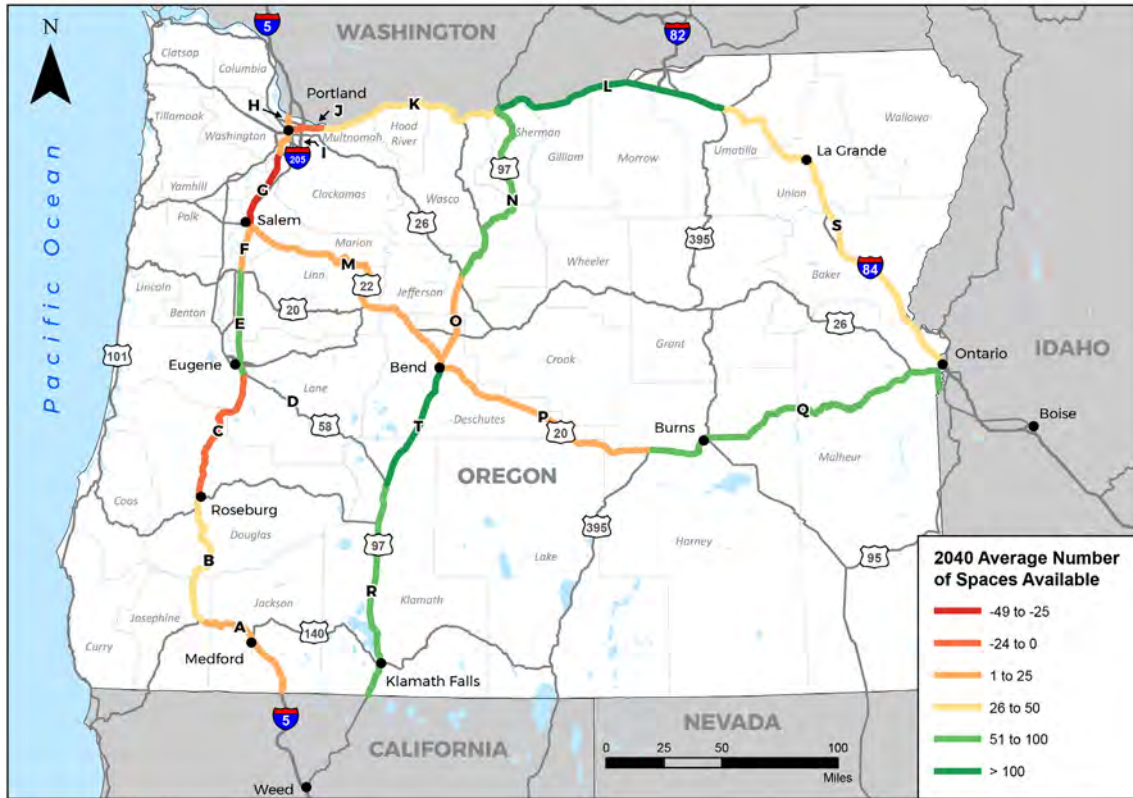 N
5
WASHINGTON
82
Clatsop
Columbia
Portland
H
J
K
L
Tillamook
Washington
Multnomah
Hood
River
Sherman
Gilliam
Morrow
Umatilla
Wallowa
205
I
97
La Grande
Yamhill
G
Clackamas
Wasco
N
Union
Polk
Salem
26
395
S
F
Marion
84
M
Wheeler
Baker
Linn
22
Jefferson
Lincoln
Benton
20
E
O
26
Pacific Ocean
101
Grant
Ontario
IDAHO
Eugene
Bend
Crook
Lane
D
Q
Boise
58
Deschutes
P
20
Burns
C
T
Malheur
OREGON
Coos
Roseburg
Douglas
97
395
Harney
95
Lake
B
R
Klamath
Josephine
Jackson
A
140
Curry
Medford
Klamath Falls
5
CALIFORNIA
NEVADA
0 25 50 100
Miles
Weed
2040 Average Number
of Spaces Available
-49 to -25
-24 to 0
1 to 25
26 to 50
51 to 100
> 100